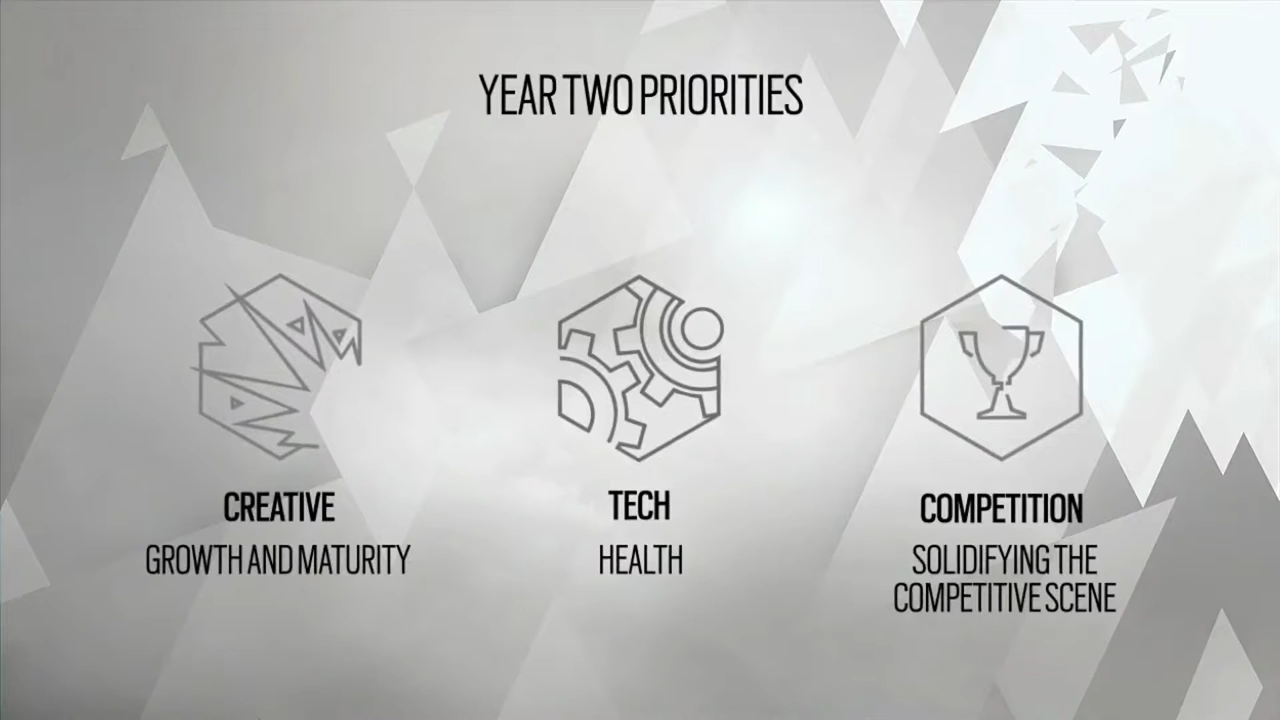 YEAR TWO PRIORITIES
CREATIVE
GROWTH AND MATURITY
TECH
HEALTH
COMPETITION
SOLIDIFYING THE
COMPETITIVE SCENE